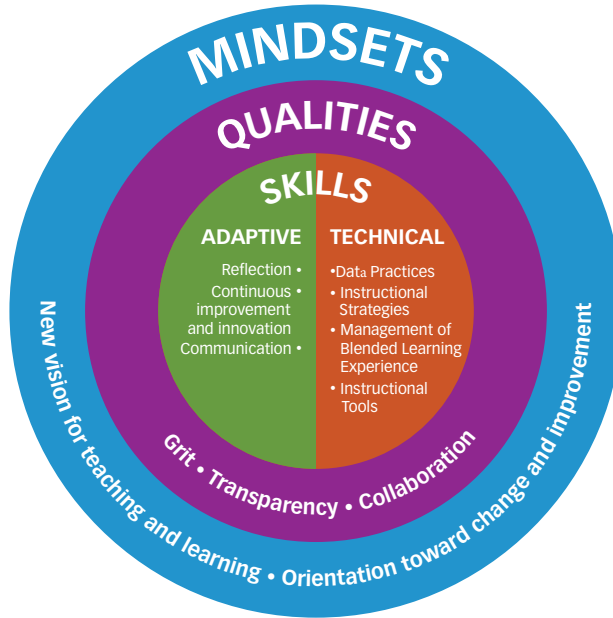 MINDSETS
QUALITIES
SKILLS
ADAPTIVE
Reflection •
Continuous •
improvement
and innovation
Communication •
TECHNICAL
•Data Practices
• Instructional
Strategies
• Management of
Blended Learning
Experience
• Instructional
Tools
Grit • Transparency • Collaboration
New vision for teaching and learning • Orientation toward change and improvement